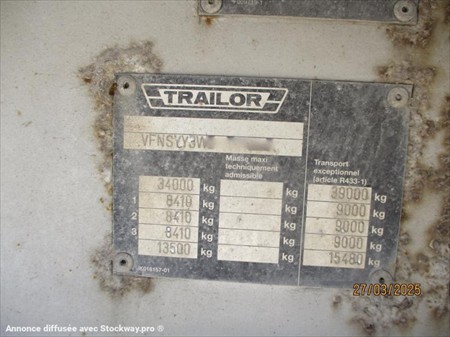 TRAILOR
VFNSYY3W
Masse maxi
techniquement
admissible
Transport
exceptionnel
(article R433-1)
34000 kg kg 39000 kg
1 8410 kg kg 9000 kg
2 8410 kg kg 9000 kg
3 8410 kg kg 9000 kg
13500 kg kg 15480 kg
27/03/2025
Annonce diffusée avec Stockway.pro ®